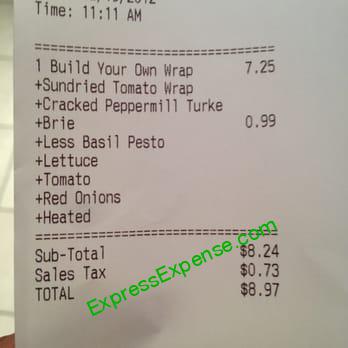 Time: 11:11 AM
==============================
1 Build Your Own Wrap 7.25
+Sundried Tomato Wrap
+Cracked Peppermill Turke
+Brie 0.99
+Less Basil Pesto
+Lettuce
+Tomato
+Red Onions
+Heated
==============================
Sub-Total $8.24
Sales Tax $0.73
TOTAL $8.97
ExpressExpense.com